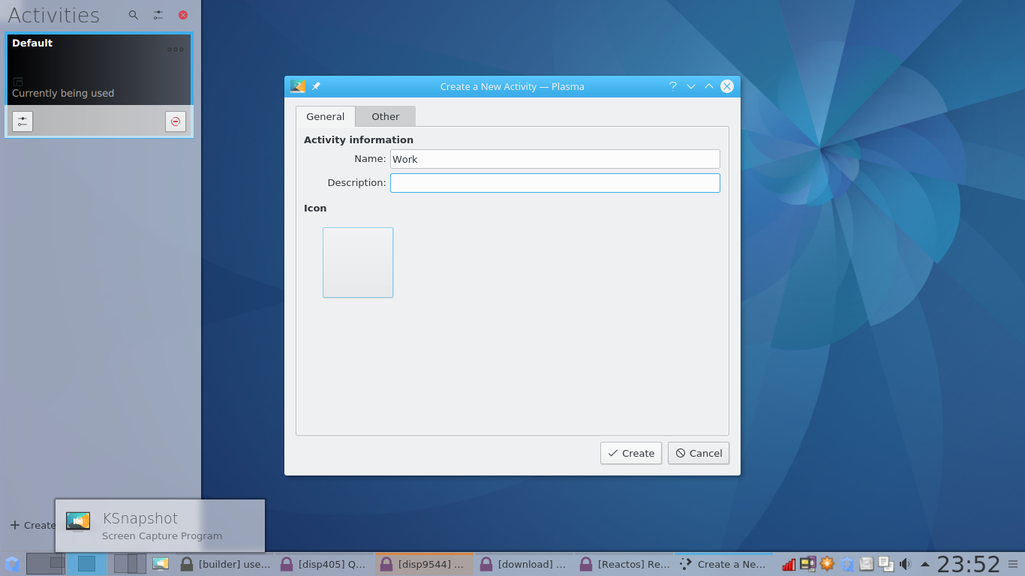 Activities
Default
Currently being used
Create a New Activity — Plasma
General
Other
Activity information
Name: Work
Description:
Icon
Create
Cancel
+ Create
KSnapshot
Screen Capture Program
[builder] use...
[disp405] Q...
[disp9544] ...
[download] ...
[Reactos] Re...
Create a Ne...
23:52